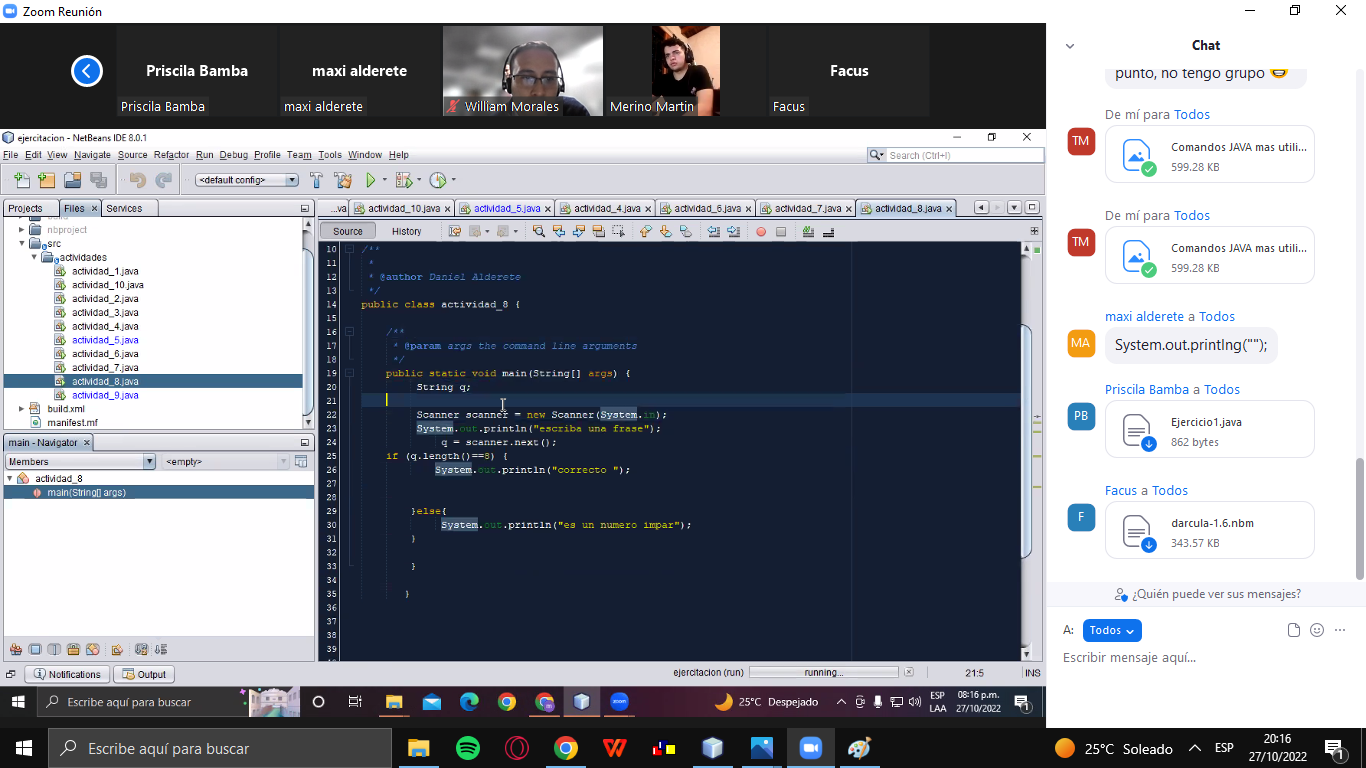 Zoom Reunión
Priscila Bamba
maxi alderete
Facus
Priscila Bamba
maxi alderete
William Morales
Merino Martin
Facus
ejercitacion - NetBeans IDE 8.0.1
File Edit View Navigate Source Refactor Run Debug Profile Team Tools Window Help
Search (Ctrl+I)
<default config>
Projects Files Services
...va actividad_10.java actividad_5.java actividad_4.java actividad_6.java actividad_7.java actividad_8.java
Source History
nbproject
src
actividades
actividad_1.java
actividad_10.java
actividad_2.java
actividad_3.java
actividad_4.java
actividad_5.java
actividad_6.java
actividad_7.java
actividad_8.java
actividad_9.java
build.xml
manifest.mf
main - Navigator
Members <empty>
actividad_8
main(String[] args)
10 /**
11 *
12 * @author Daniel Alderete
13 */
14 public class actividad_8 {
15
16 /**
17 * @param args the command line arguments
18 */
19 public static void main(String[] args) {
20 String q;
21
22 Scanner scanner = new Scanner(System.in);
23 System.out.println("escriba una frase");
24 q = scanner.next();
25 if (q.length()==8) {
26 System.out.println("correcto ");
27
28
29 }else{
30 System.out.println("es un numero impar");
31 }
32
33 }
34
35 }
36
37
38
39
Notifications Output
ejercitacion (run) running... 21:5 INS
Escribe aquí para buscar
25°C Despejado
ESP
LAA
08:16 p.m.
27/10/2022
1
Chat
punto, no tengo grupo
De mí para Todos
TM
Comandos JAVA mas utili...
599.28 KB
De mí para Todos
TM
Comandos JAVA mas utili...
599.28 KB
maxi alderete a Todos
MA
System.out.printlng("");
Priscila Bamba a Todos
PB
Ejercicio1.java
862 bytes
Facus a Todos
F
darcula-1.6.nbm
343.57 KB
¿Quién puede ver sus mensajes?
A: Todos
Escribir mensaje aquí...
Escribe aquí para buscar
25°C Soleado
ESP
20:16
27/10/2022
1